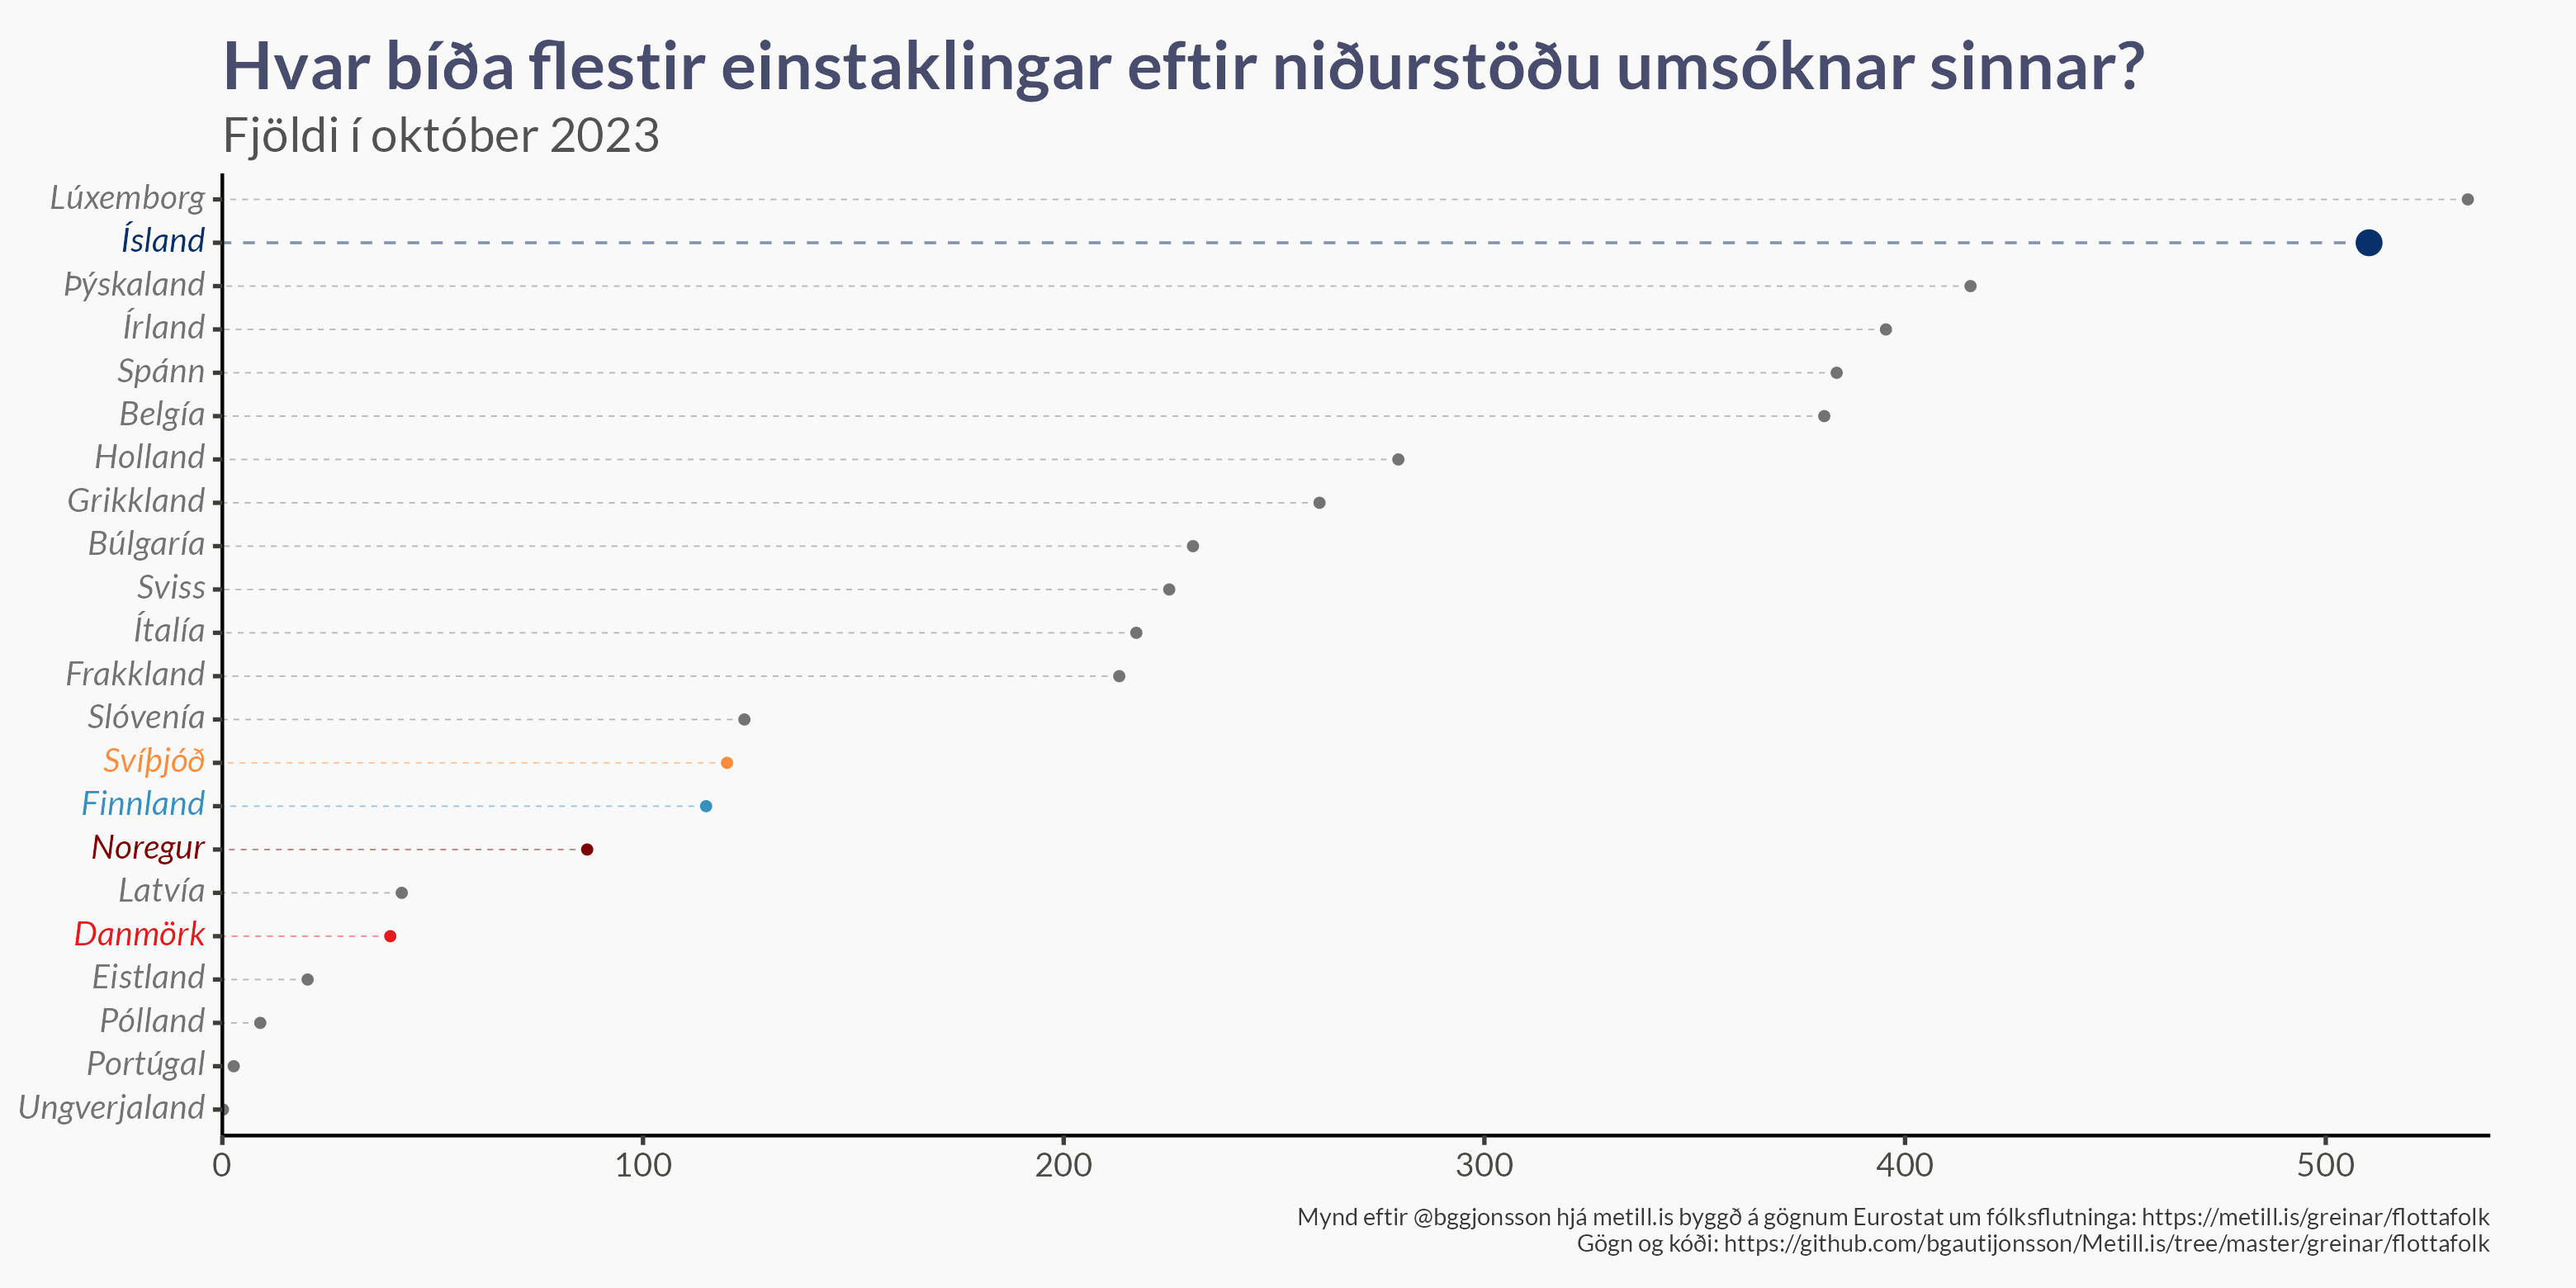 Hvar bíða flestir einstaklingar eftir niðurstöðu umsóknar sinnar?
Fjöldi í október 2023
Lúxemborg
Ísland
Þýskaland
Írland
Spánn
Belgía
Holland
Grikkland
Búlgaría
Sviss
Ítalía
Frakkland
Slóvenía
Svíþjóð
Finnland
Noregur
Latvía
Danmörk
Eistland
Pólland
Portúgal
Ungverjaland
0 100 200 300 400 500
Mynd eftir @bggjonsson hjá metill.is byggð á gögnum Eurostat um fólksflutninga: https://metill.is/greinar/flottafolk
Gögn og kóði: https://github.com/bgautijonsson/Metill.is/tree/master/greinar/flottafolk